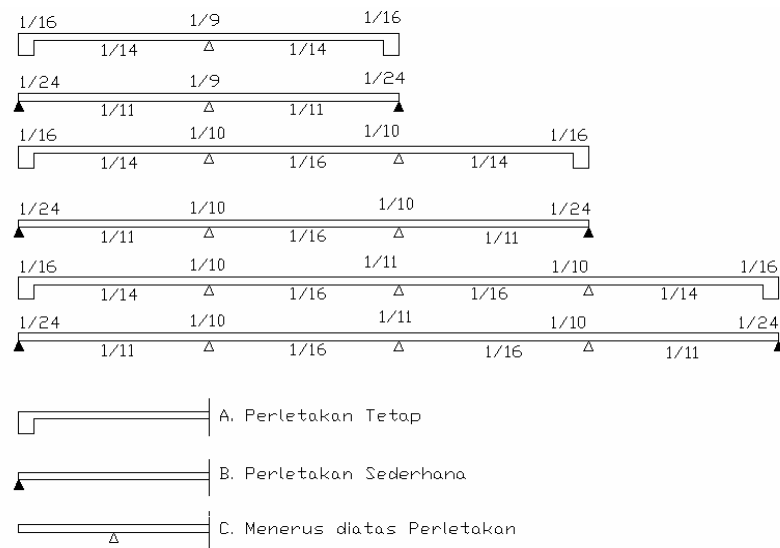 1/16 1/9 1/16
1/14 1/14
1/24 1/9 1/24
1/11 1/11
1/16 1/10 1/10 1/16
1/14 1/16 1/14
1/24 1/10 1/10 1/24
1/11 1/16 1/11
1/16 1/10 1/11 1/10 1/16
1/14 1/16 1/16 1/14
1/24 1/10 1/11 1/10 1/24
1/11 1/16 1/16 1/11
A. Perletakan Tetap
B. Perletakan Sederhana
C. Menerus diatas Perletakan